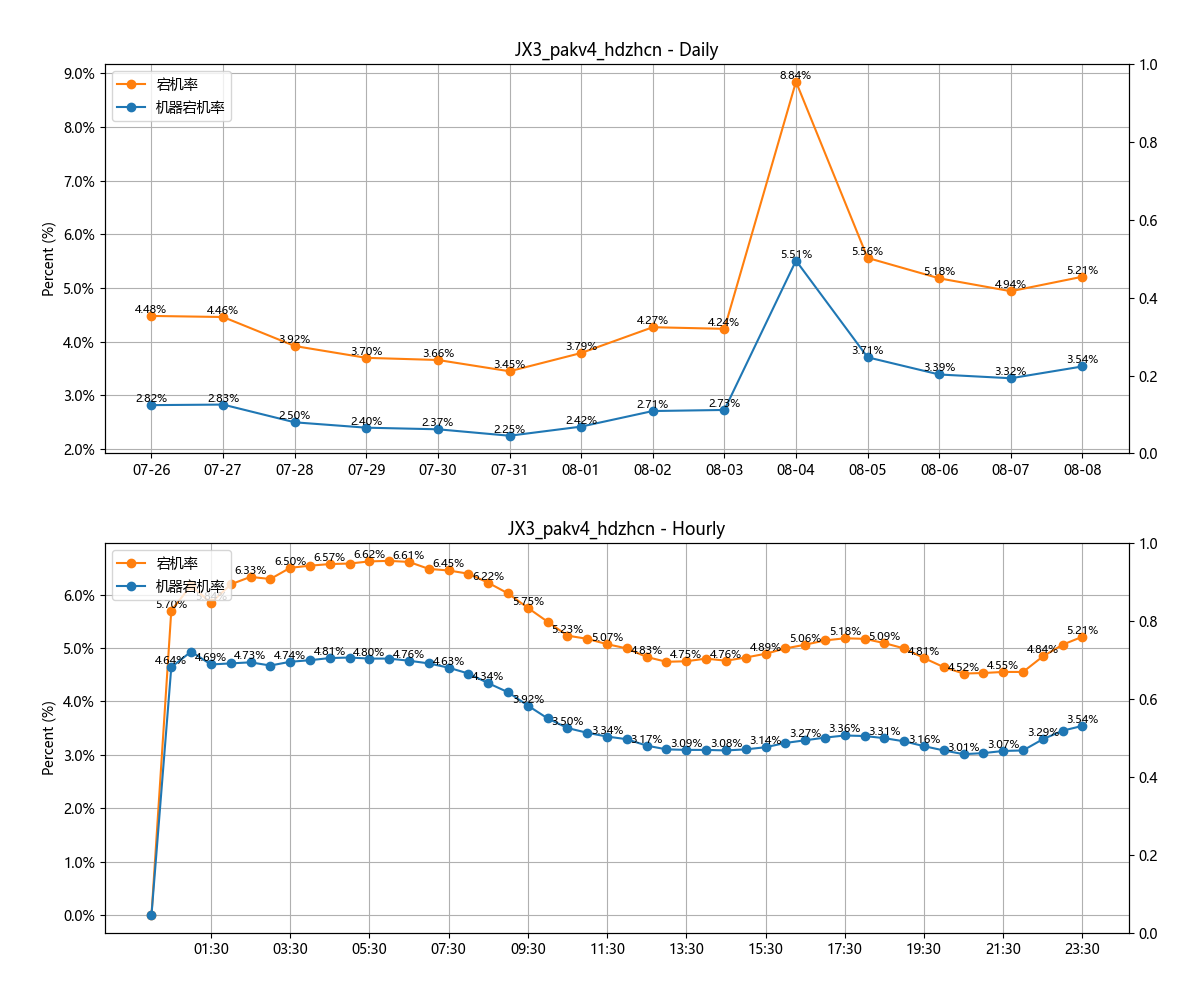 JX3_pakv4_hdzhcn - Daily
宕机率
机器宕机率
Percent (%)
9.0%
8.0%
7.0%
6.0%
5.0%
4.0%
3.0%
2.0%
1.0
0.8
0.6
0.4
0.2
0.0
4.48% 4.46% 3.92% 3.70% 3.66% 3.45% 3.79% 4.27% 4.24% 8.84% 5.56% 5.18% 4.94% 5.21%
2.82% 2.83% 2.50% 2.40% 2.37% 2.25% 2.42% 2.71% 2.73% 5.51% 3.71% 3.39% 3.32% 3.54%
07-26 07-27 07-28 07-29 07-30 07-31 08-01 08-02 08-03 08-04 08-05 08-06 08-07 08-08
JX3_pakv4_hdzhcn - Hourly
宕机率
机器宕机率
Percent (%)
6.0%
5.0%
4.0%
3.0%
2.0%
1.0%
0.0%
1.0
0.8
0.6
0.4
0.2
0.0
5.70% 6.33% 6.50% 6.57% 6.62% 6.61% 6.45% 6.22% 5.75% 5.23% 5.07% 4.83% 4.75% 4.76% 4.89% 5.06% 5.18% 5.09% 4.81% 4.52% 4.55% 4.84% 5.21%
4.64% 4.69% 4.73% 4.74% 4.81% 4.80% 4.76% 4.63% 4.34% 3.92% 3.50% 3.34% 3.17% 3.09% 3.08% 3.14% 3.27% 3.36% 3.31% 3.16% 3.01% 3.07% 3.29% 3.54%
01:30 03:30 05:30 07:30 09:30 11:30 13:30 15:30 17:30 19:30 21:30 23:30